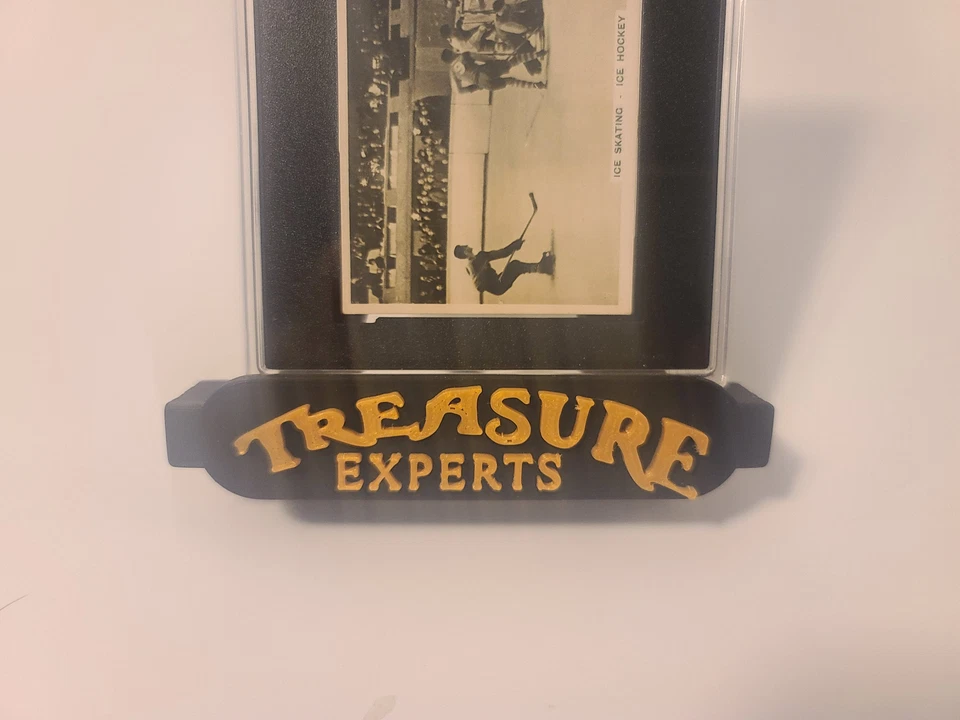 ICE SKATING - ICE HOCKEY
TREASURE
EXPERTS